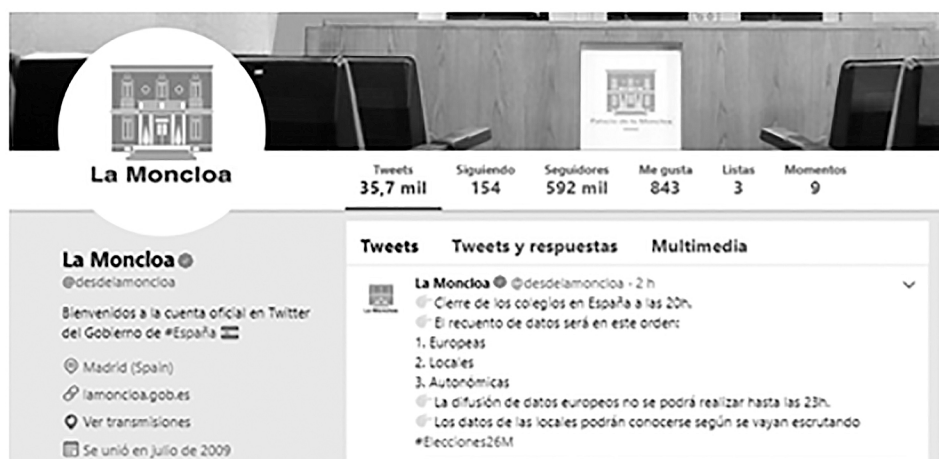 Palacio de la Moncloa
La Moncloa
Tweets Siguiendo Seguidores Me gusta Listas Momentos
35,7 mil 154 592 mil 843 3 9
La Moncloa
@desdelamoncloa
Bienvenidos a la cuenta oficial en Twitter
del Gobierno de #España
Madrid (Spain)
lamoncloa.gob.es
Ver transmisiones
Se unió en julio de 2009
Tweets Tweets y respuestas Multimedia
La Moncloa
La Moncloa @desdelamoncloa · 2 h
Cierre de los colegios en España a las 20h.
El recuento de datos será en este orden:
1. Europeas
2. Locales
3. Autonómicas
La difusión de datos europeos no se podrá realizar hasta las 23h.
Los datos de las locales podrán conocerse según se vayan escrutando
#Elecciones26M